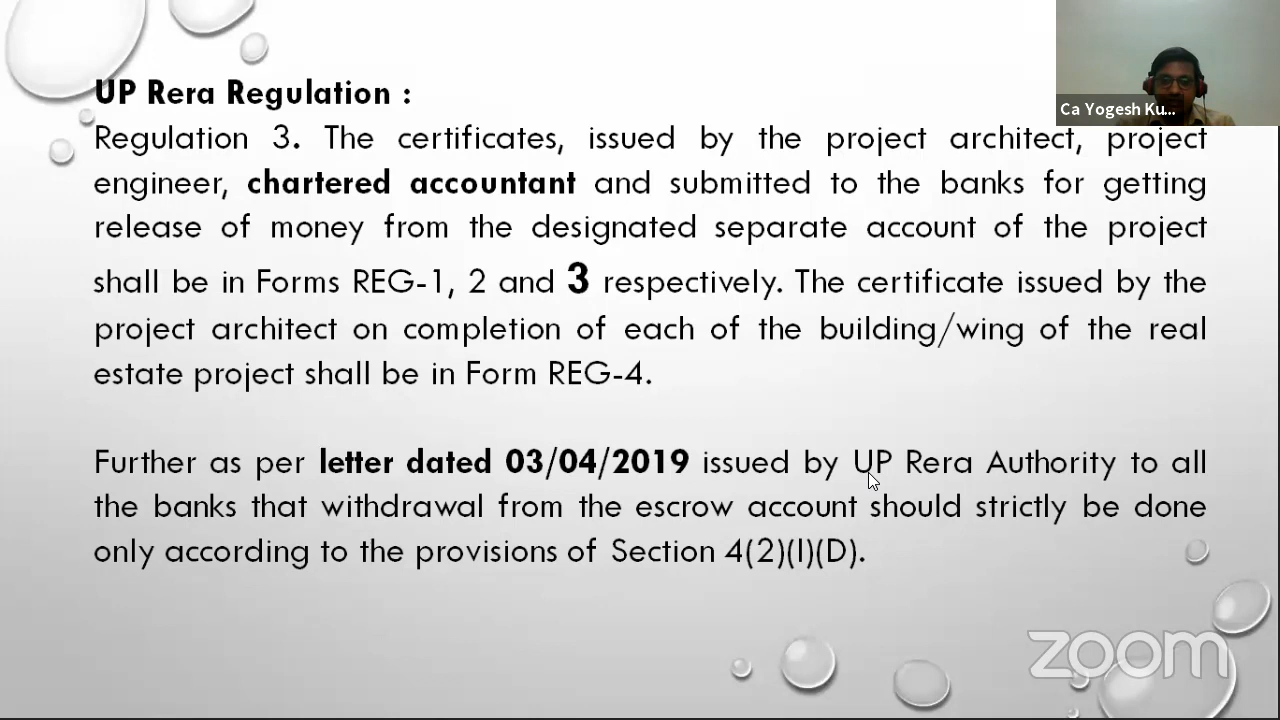 UP Rera Regulation :
Regulation 3. The certificates, issued by the project architect, project
engineer, chartered accountant and submitted to the banks for getting
release of money from the designated separate account of the project
shall be in Forms REG-1, 2 and 3 respectively. The certificate issued by the
project architect on completion of each of the building/wing of the real
estate project shall be in Form REG-4.
Further as per letter dated 03/04/2019 issued by UP Rera Authority to all
the banks that withdrawal from the escrow account should strictly be done
only according to the provisions of Section 4(2)(I)(D).
Ca Yogesh Ku...
zoom